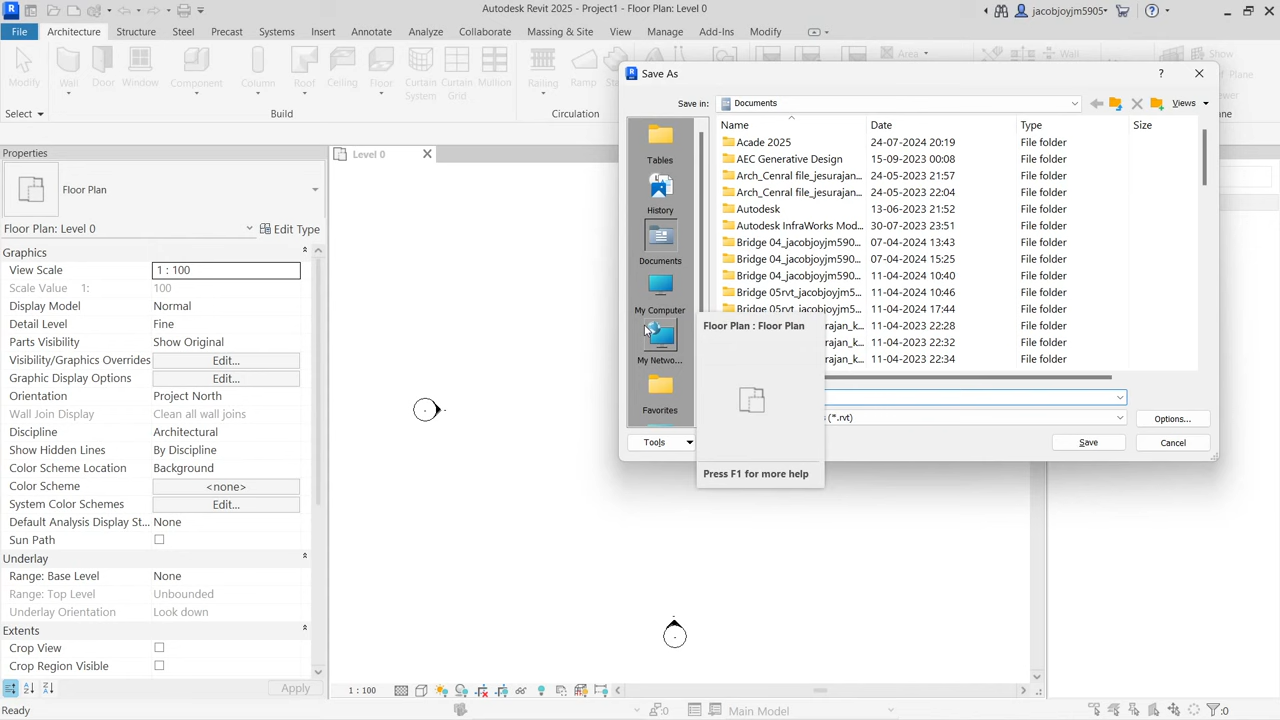 Autodesk Revit 2025 - Project1 - Floor Plan: Level 0
jacobjoyjm5905*
File Architecture Structure Steel Precast Systems Insert Annotate Analyze Collaborate Massing & Site View Manage Add-Ins Modify
Modify Wall Door Window Component Column Roof Ceiling Floor Curtain System Curtain Grid Mullion Railing Ramp
Area Wall Show
Select Build Circulation
Save As
Save in: Documents Views
Name Date Type Size
Acade 2025 24-07-2024 20:19 File folder
AEC Generative Design 15-09-2023 00:08 File folder
Arch_Cenral file_jesurajan... 24-05-2023 21:57 File folder
Arch_Cenral file_jesurajan... 24-05-2023 22:04 File folder
Autodesk 13-06-2023 21:52 File folder
Autodesk InfraWorks Mod... 30-07-2023 23:51 File folder
Bridge 04_jacobjoyjm590... 07-04-2024 13:43 File folder
Bridge 04_jacobjoyjm590... 07-04-2024 15:25 File folder
Bridge 04_jacobjoyjm590... 11-04-2024 10:40 File folder
Bridge 05rvt_jacobjoyjm5... 11-04-2024 10:46 File folder
Bridge 05rvt_jacobjoyjm5... 11-04-2024 17:44 File folder
11-04-2023 22:28 File folder
11-04-2023 22:32 File folder
11-04-2023 22:34 File folder
Tables
History
Documents
My Computer
My Netwo...
Favorites
Floor Plan : Floor Plan
Press F1 for more help
(*.rvt)
Options...
Tools Save Cancel
Properties
Floor Plan
Floor Plan: Level 0 Edit Type
Graphics
View Scale 1 : 100
Scale Value 1: 100
Display Model Normal
Detail Level Fine
Parts Visibility Show Original
Visibility/Graphics Overrides Edit...
Graphic Display Options Edit...
Orientation Project North
Wall Join Display Clean all wall joins
Discipline Architectural
Show Hidden Lines By Discipline
Color Scheme Location Background
Color Scheme <none>
System Color Schemes Edit...
Default Analysis Display St... None
Sun Path
Underlay
Range: Base Level None
Range: Top Level Unbounded
Underlay Orientation Look down
Extents
Crop View
Crop Region Visible
Apply
Level 0
1 : 100
Ready
:0 Main Model :0